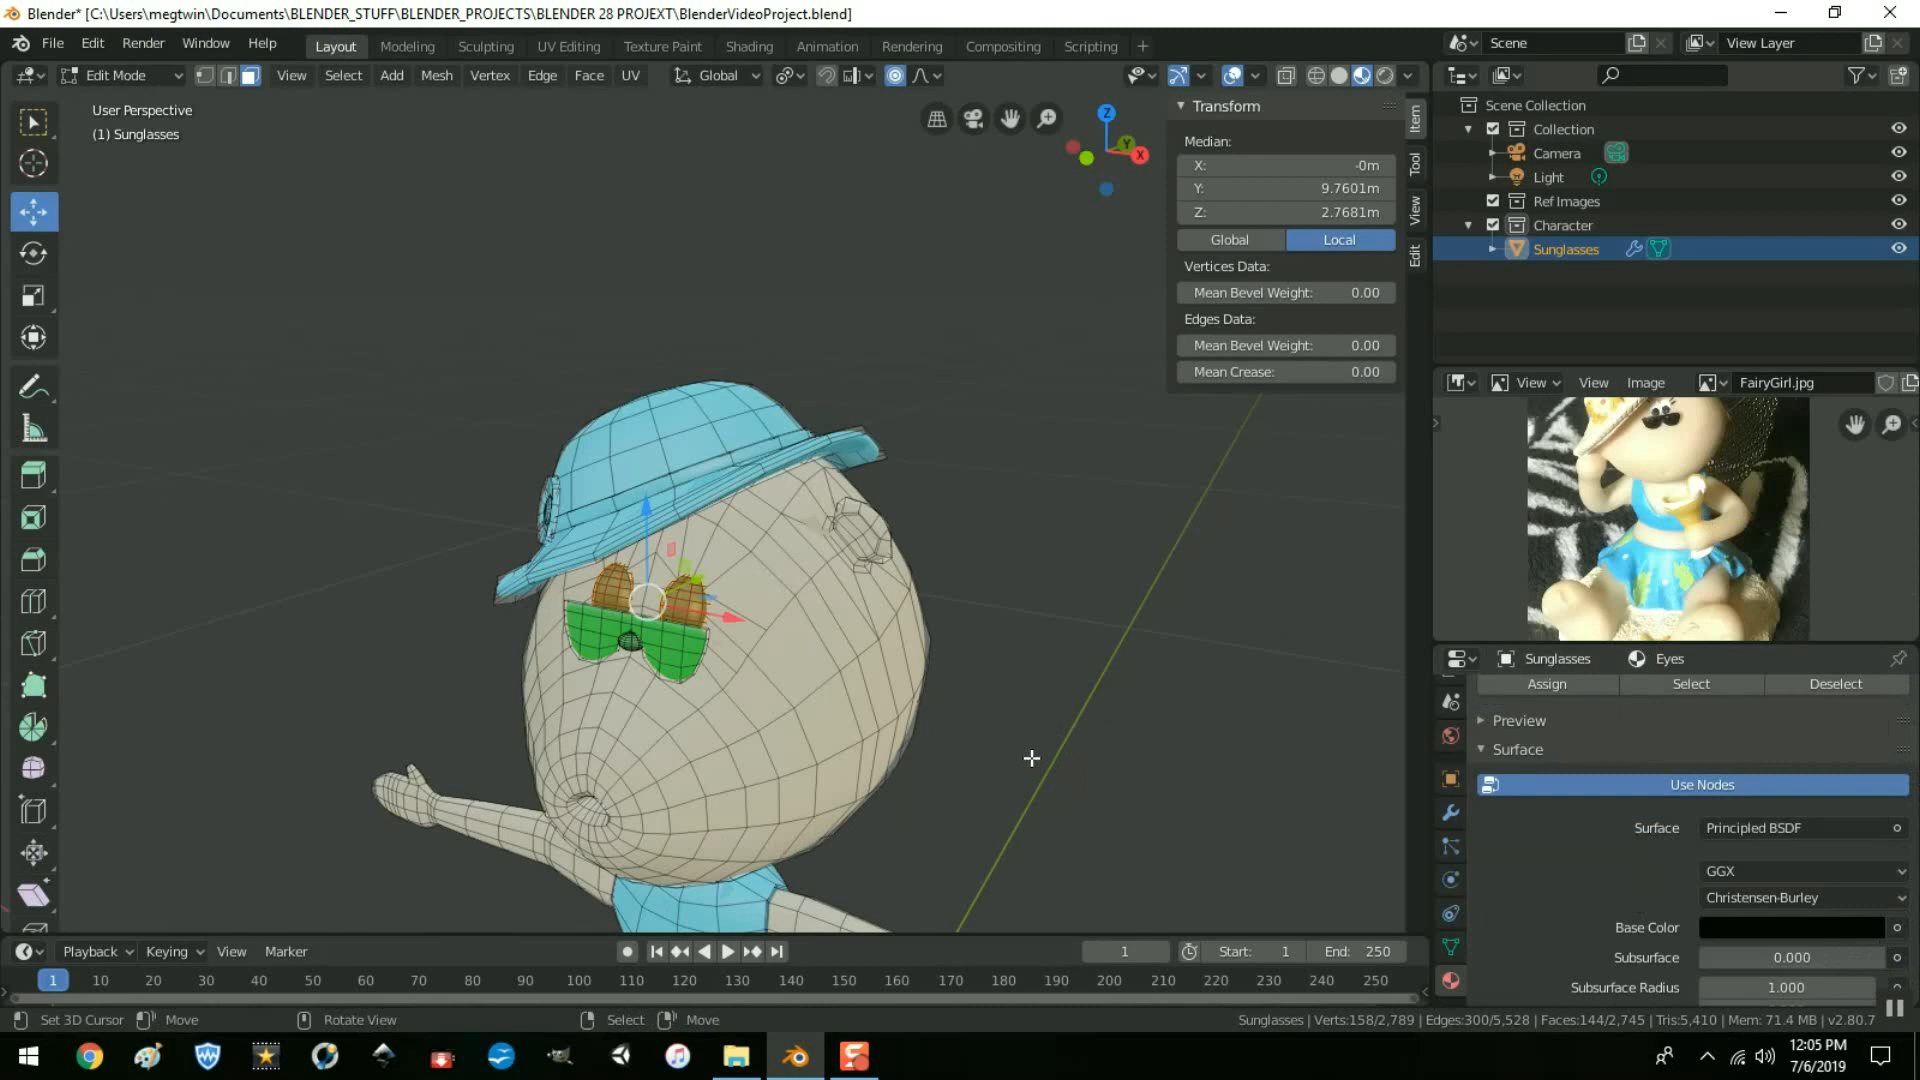 Blender* [C:\Users\megtwin\Documents\BLENDER_STUFF\BLENDER_PROJECTS\BLENDER 28 PROJEXT\BlenderVideoProject.blend]
File Edit Render Window Help Layout Modeling Sculpting UV Editing Texture Paint Shading Animation Rendering Compositing Scripting + Scene View Layer
Edit Mode View Select Add Mesh Vertex Edge Face UV Global
User Perspective
(1) Sunglasses
Z
Y
X
Transform
Median:
X: -0m
Y: 9.7601m
Z: 2.7681m
Global Local
Vertices Data:
Mean Bevel Weight: 0.00
Edges Data:
Mean Bevel Weight: 0.00
Mean Crease: 0.00
Item
Tool
View
Edit
Scene Collection
Collection
Camera
Light
Ref Images
Character
Sunglasses
View View Image FairyGirl.jpg
Sunglasses Eyes
Assign Select Deselect
Preview
Surface
Use Nodes
Surface Principled BSDF
GGX
Christensen-Burley
Base Color
Subsurface 0.000
Subsurface Radius 1.000
Playback Keying View Marker 1 Start: 1 End: 250
1 10 20 30 40 50 60 70 80 90 100 110 120 130 140 150 160 170 180 190 200 210 220 230 240 250
Set 3D Cursor Move Rotate View Select Move Sunglasses | Verts:158/2,789 | Edges:300/5,528 | Faces:144/2,745 | Tris:5,410 | Mem: 71.4 MB | v2.80.7
12:05 PM
7/6/2019